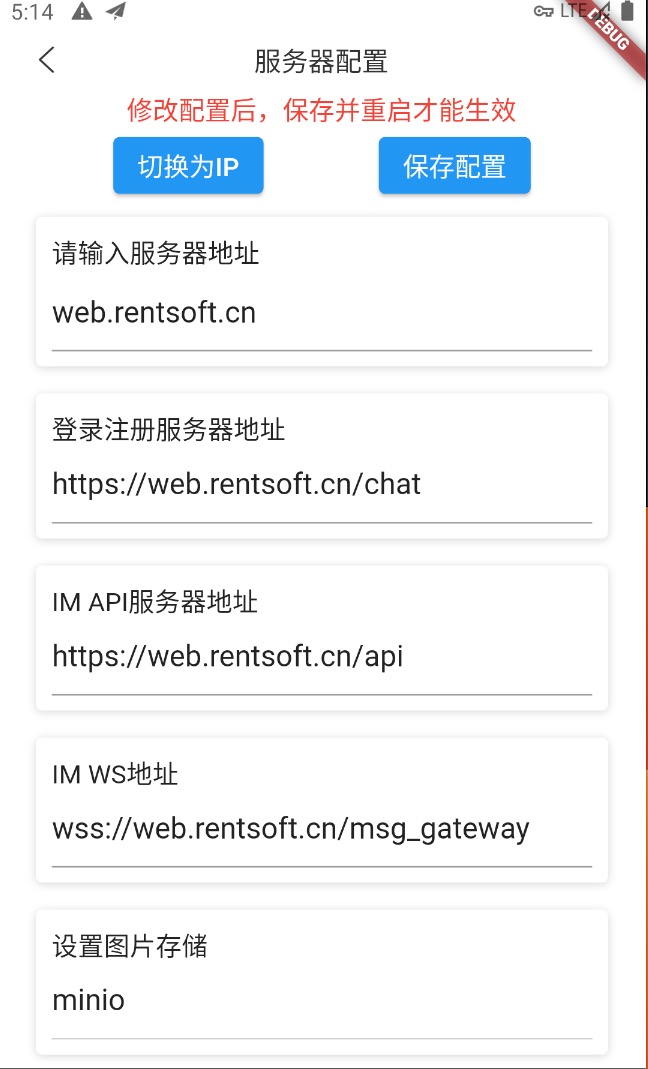 5:14
LTE
DEBUG
服务器配置
修改配置后，保存并重启才能生效
切换为IP
保存配置
请输入服务器地址
web.rentsoft.cn
登录注册服务器地址
https://web.rentsoft.cn/chat
IM API服务器地址
https://web.rentsoft.cn/api
IM WS地址
wss://web.rentsoft.cn/msg_gateway
设置图片存储
minio